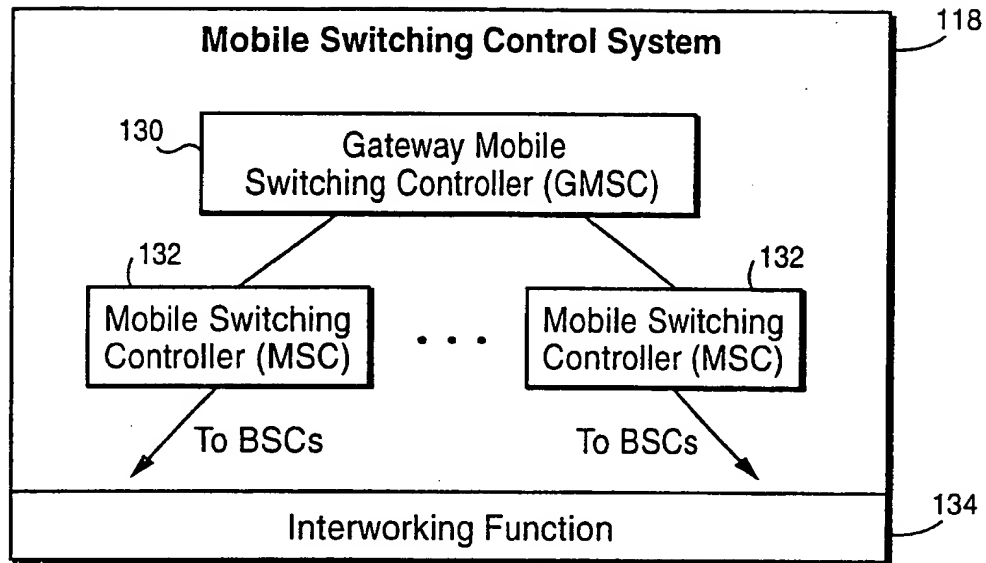 Mobile Switching Control System
118
130
Gateway Mobile
Switching Controller (GMSC)
132
132
Mobile Switching
Controller (MSC)
. . .
Mobile Switching
Controller (MSC)
To BSCs
To BSCs
Interworking Function
134